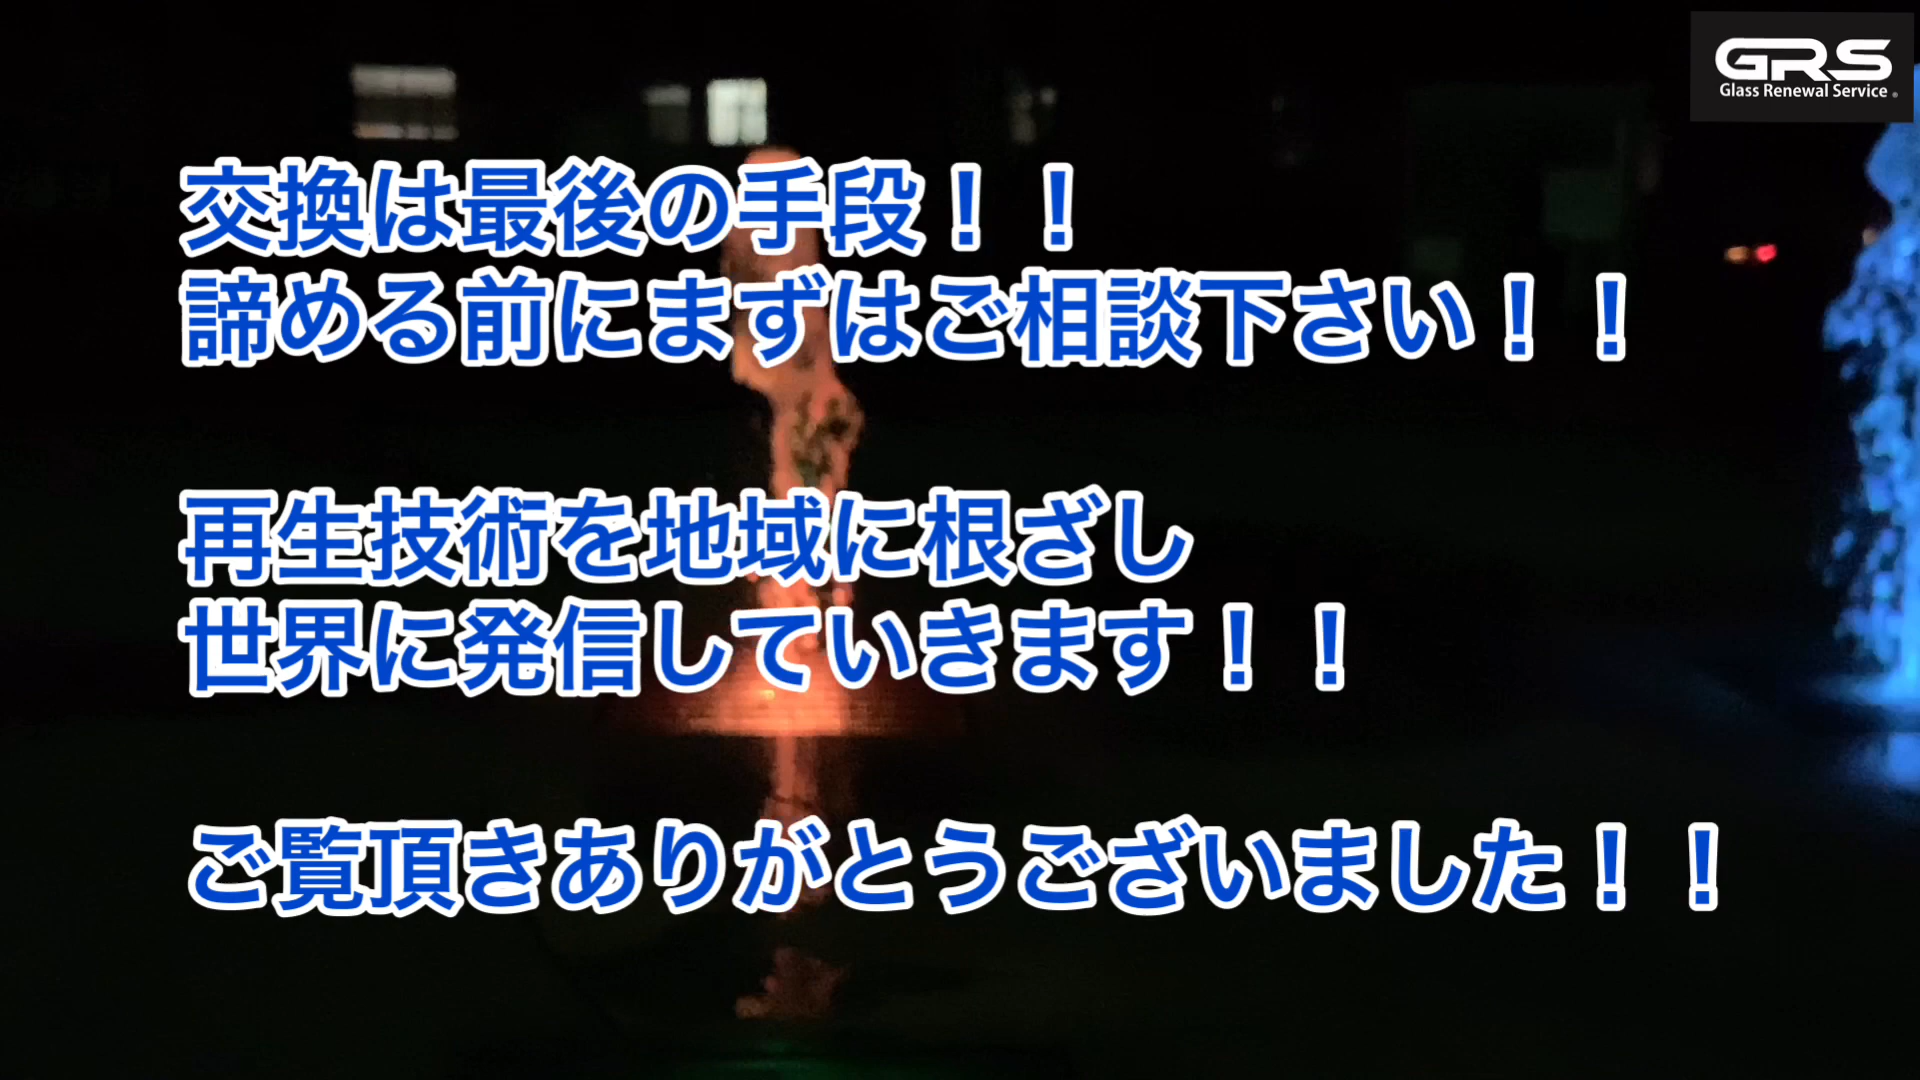 GRS
Glass Renewal Service ®
交換は最後の手段！！
諦める前にまずはご相談下さい！！
再生技術を地域に根ざし
世界に発信していきます！！
ご覧頂きありがとうございました！！